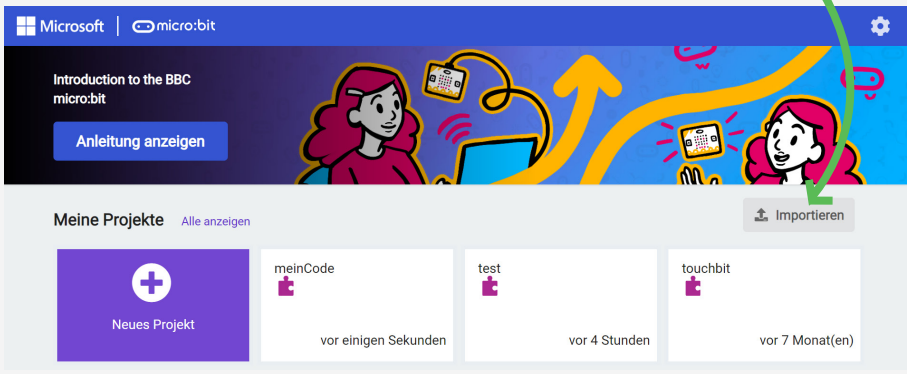 Microsoft micro:bit
Introduction to the BBC
micro:bit
Anleitung anzeigen
Meine Projekte Alle anzeigen
Importieren
Neues Projekt
meinCode
vor einigen Sekunden
test
vor 4 Stunden
touchbit
vor 7 Monat(en)